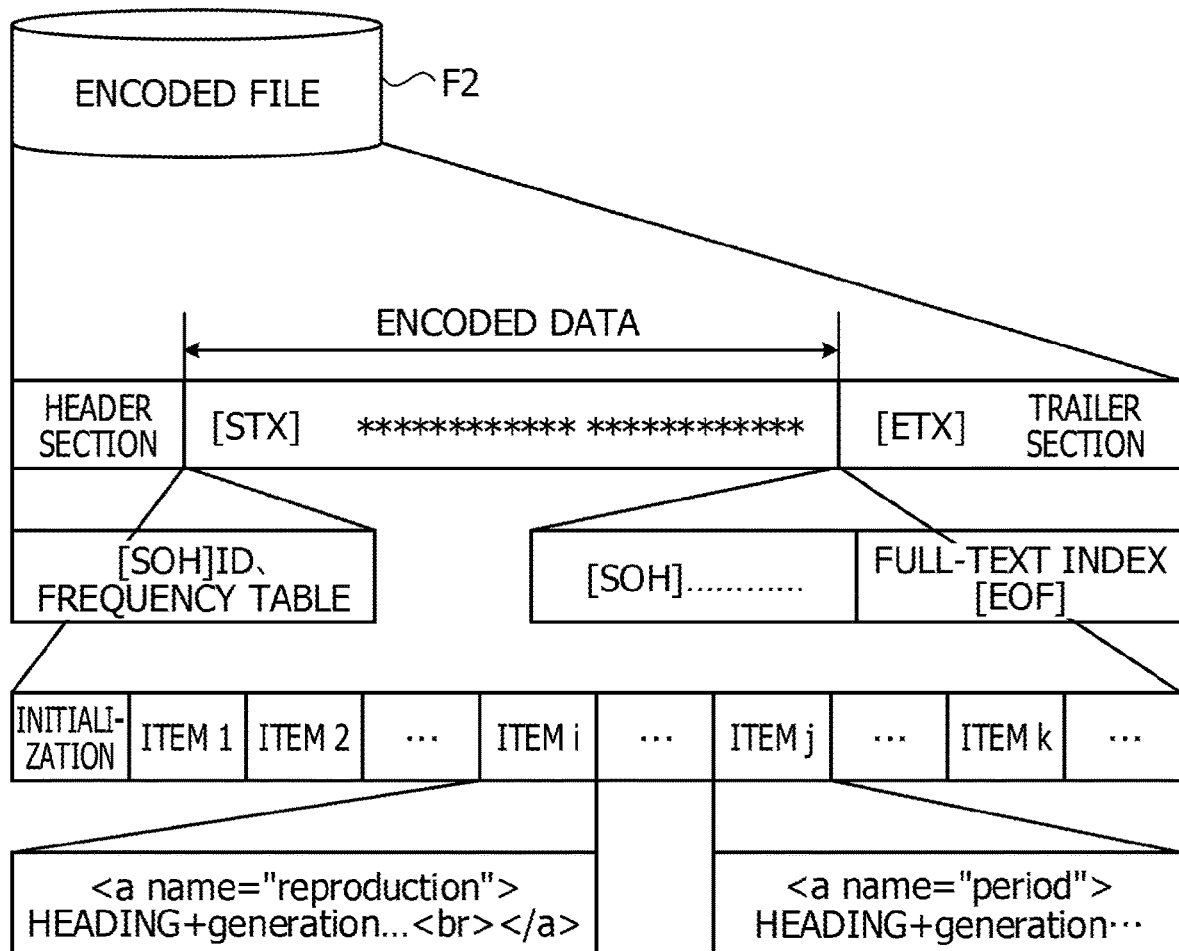 ENCODED FILE
F2
ENCODED DATA
HEADER
SECTION
[STX] ************ ************
[ETX]
TRAILER
SECTION
[SOH]ID、
FREQUENCY TABLE
[SOH]............
FULL-TEXT INDEX
[EOF]
INITIALI-
ZATION
ITEM 1
ITEM 2
...
ITEM i
...
ITEM j
...
ITEM k
...
<a name="reproduction">
HEADING+generation...<br></a>
<a name="period">
HEADING+generation...